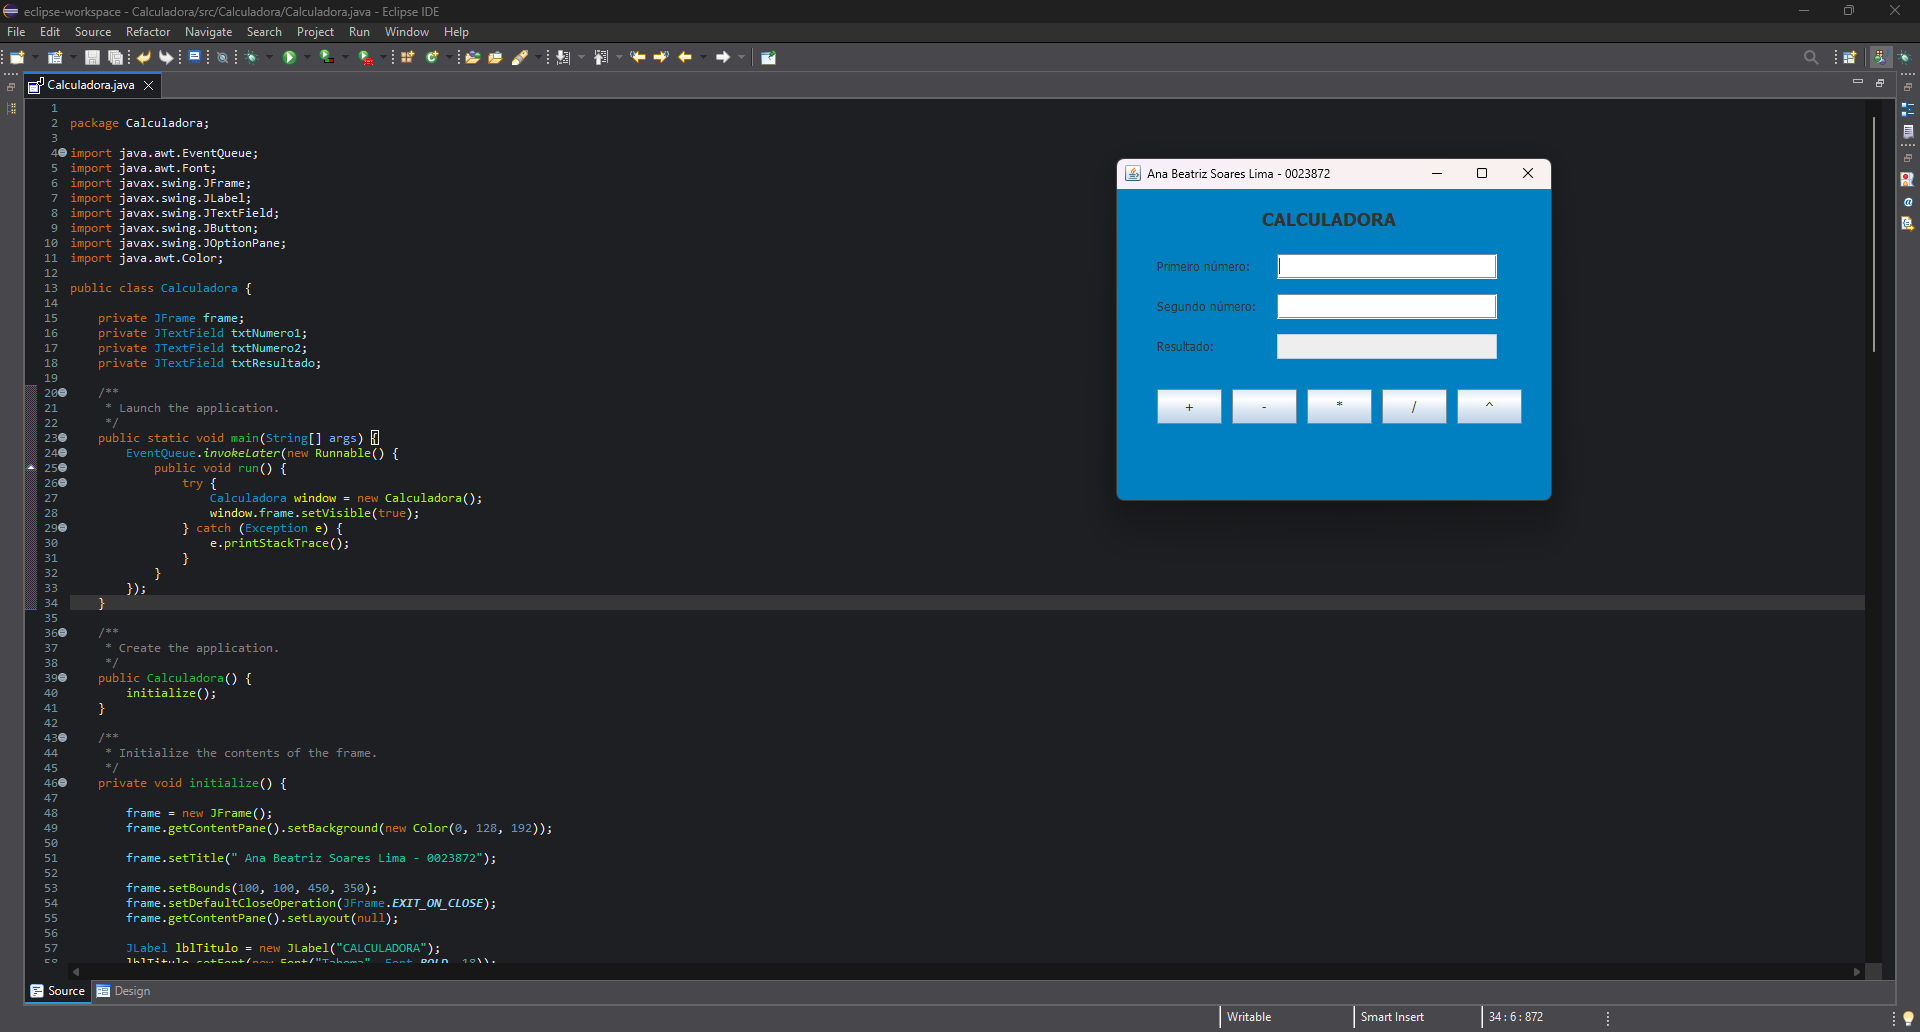 eclipse-workspace - Calculadora/src/Calculadora/Calculadora.java - Eclipse IDE
File Edit Source Refactor Navigate Search Project Run Window Help
Calculadora.java
1
2 package Calculadora;
3
4 import java.awt.EventQueue;
5 import java.awt.Font;
6 import javax.swing.JFrame;
7 import javax.swing.JLabel;
8 import javax.swing.JTextField;
9 import javax.swing.JButton;
10 import javax.swing.JOptionPane;
11 import java.awt.Color;
12
13 public class Calculadora {
14
15 private JFrame frame;
16 private JTextField txtNumero1;
17 private JTextField txtNumero2;
18 private JTextField txtResultado;
19
20 /**
21 * Launch the application.
22 */
23 public static void main(String[] args) {
24 EventQueue.invokeLater(new Runnable() {
25 public void run() {
26 try {
27 Calculadora window = new Calculadora();
28 window.frame.setVisible(true);
29 } catch (Exception e) {
30 e.printStackTrace();
31 }
32 }
33 });
34 }
35
36 /**
37 * Create the application.
38 */
39 public Calculadora() {
40 initialize();
41 }
42
43 /**
44 * Initialize the contents of the frame.
45 */
46 private void initialize() {
47
48 frame = new JFrame();
49 frame.getContentPane().setBackground(new Color(0, 128, 192));
50
51 frame.setTitle(" Ana Beatriz Soares Lima - 0023872");
52
53 frame.setBounds(100, 100, 450, 350);
54 frame.setDefaultCloseOperation(JFrame.EXIT_ON_CLOSE);
55 frame.getContentPane().setLayout(null);
56
57 JLabel lblTitulo = new JLabel("CALCULADORA");
58 lblTitulo.setFont(new Font("Tahoma", Font.BOLD, 18));
Ana Beatriz Soares Lima - 0023872
CALCULADORA
Primeiro número:
Segundo número:
Resultado:
+ - * / ^
Source Design
Writable Smart Insert 34 : 6 : 872